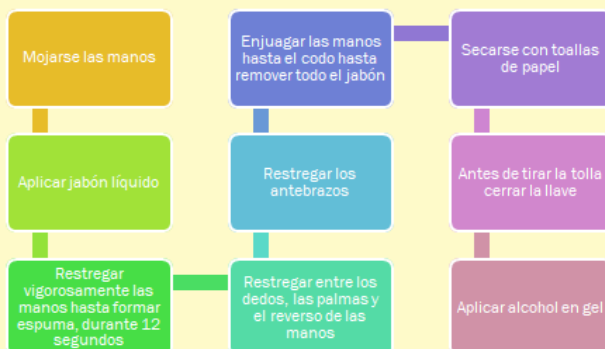 Mojarse las manos
Aplicar jabón líquido
Restregar
vigorosamente las
manos hasta formar
espuma, durante 12
segundos
Restregar entre los
dedos, las palmas y
el reverso de las
manos
Restregar los
antebrazos
Enjuagar las manos
hasta el codo hasta
remover todo el jabón
Secarse con toallas
de papel
Antes de tirar la tolla
cerrar la llave
Aplicar alcohol en gel